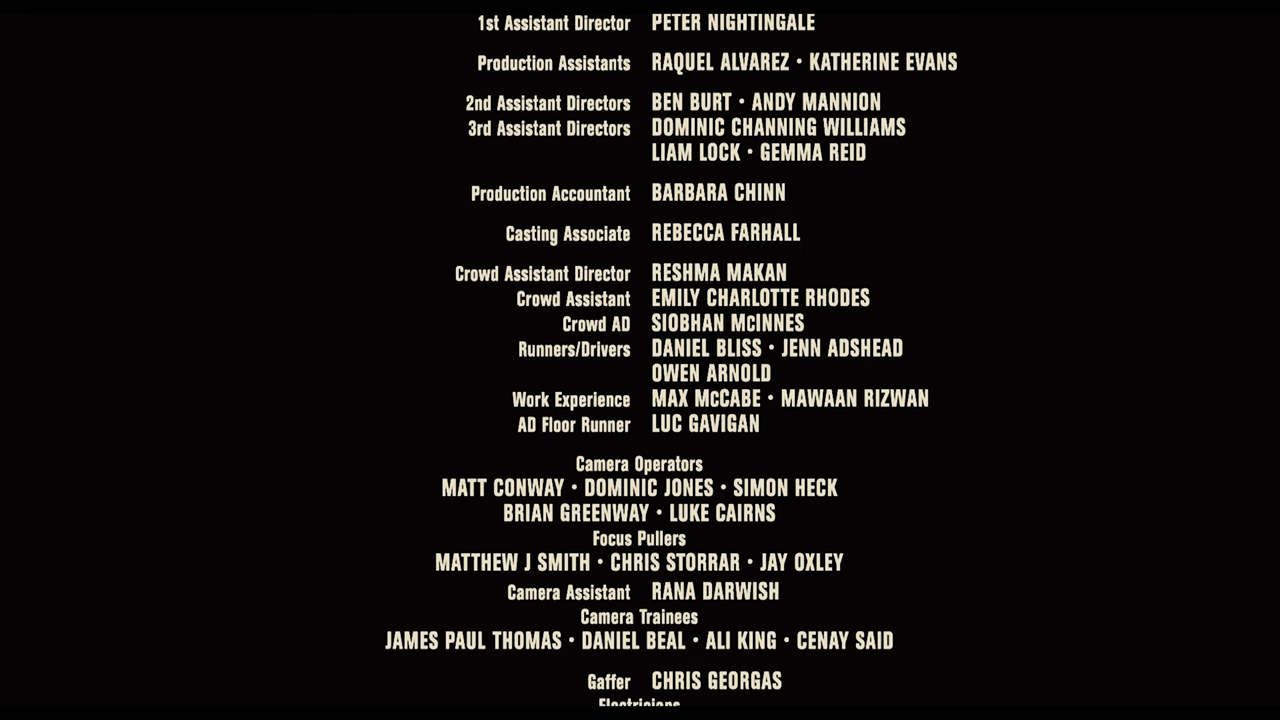 1st Assistant Director PETER NIGHTINGALE
Production Assistants RAQUEL ALVAREZ • KATHERINE EVANS
2nd Assistant Directors BEN BURT • ANDY MANNION
3rd Assistant Directors DOMINIC CHANNING WILLIAMS
LIAM LOCK • GEMMA REID
Production Accountant BARBARA CHINN
Casting Associate REBECCA FARHALL
Crowd Assistant Director RESHMA MAKAN
Crowd Assistant EMILY CHARLOTTE RHODES
Crowd AD SIOBHAN McINNES
Runners/Drivers DANIEL BLISS • JENN ADSHEAD
OWEN ARNOLD
Work Experience MAX McCABE • MAWAAN RIZWAN
AD Floor Runner LUC GAVIGAN
Camera Operators
MATT CONWAY • DOMINIC JONES • SIMON HECK
BRIAN GREENWAY • LUKE CAIRNS
Focus Pullers
MATTHEW J SMITH • CHRIS STORRAR • JAY OXLEY
Camera Assistant RANA DARWISH
Camera Trainees
JAMES PAUL THOMAS • DANIEL BEAL • ALI KING • CENAY SAID
Gaffer CHRIS GEORGAS
Electricians